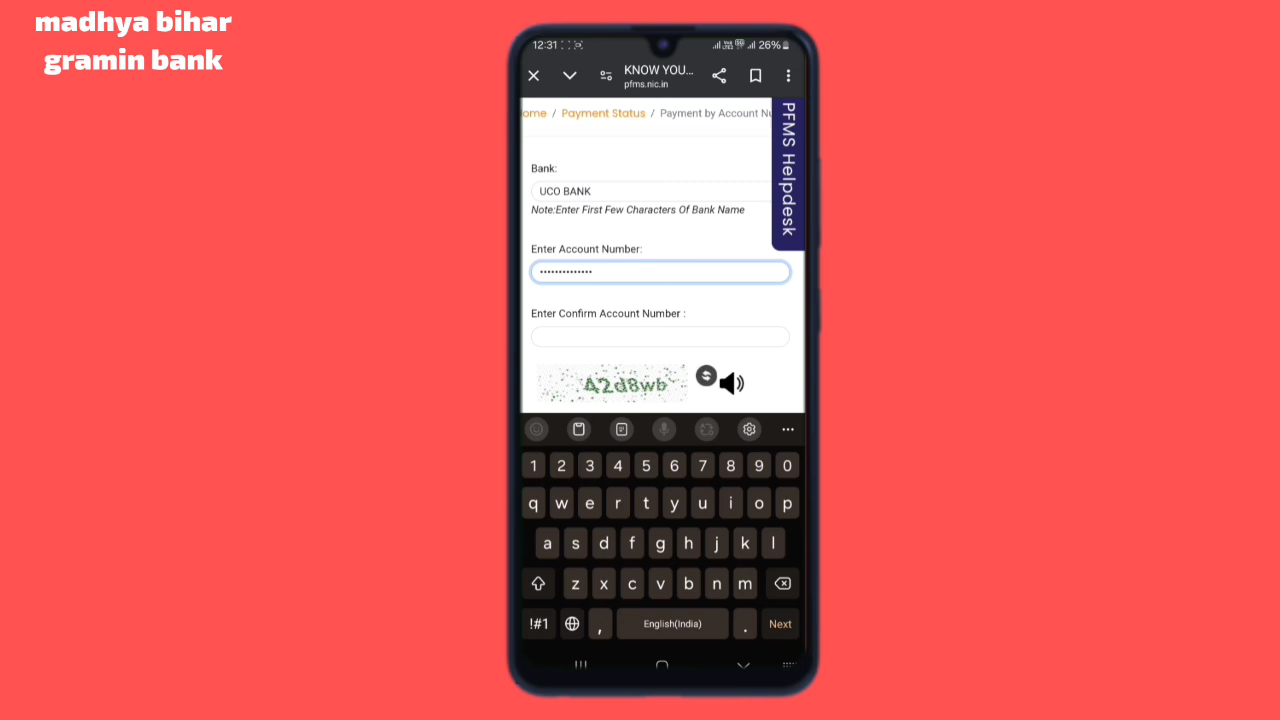 madhya bihar
gramin bank
12:31
26%
KNOW YOU...
pfms.nic.in
ome / Payment Status / Payment by Account Nu
PFMS Helpdesk
Bank:
UCO BANK
Note:Enter First Few Characters Of Bank Name
Enter Account Number:
••••••••••••••
Enter Confirm Account Number :
A2d8wb
1 2 3 4 5 6 7 8 9 0
q w e r t y u i o p
a s d f g h j k l
z x c v b n m
!#1 , English(India) . Next